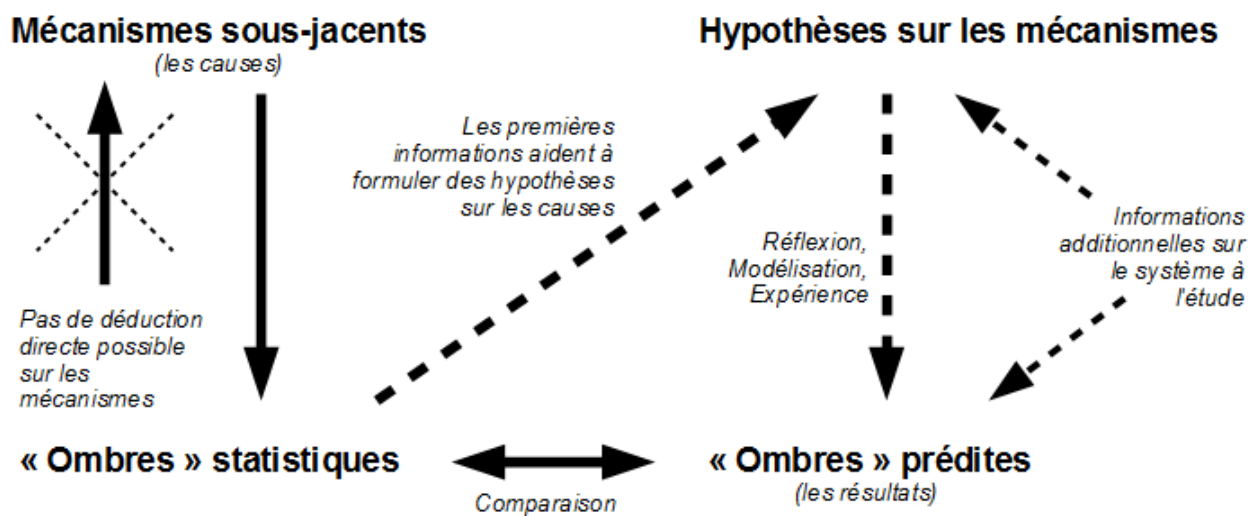 Mécanismes sous-jacents
(les causes)
Hypothèses sur les mécanismes
Les premières
informations aident à
formuler des hypothèses
sur les causes
Réflexion,
Modélisation,
Expérience
Informations
additionnelles sur
le système à
l'étude
Pas de déduction
directe possible
sur les
mécanismes
« Ombres » statistiques
Comparaison
« Ombres » prédites
(les résultats)